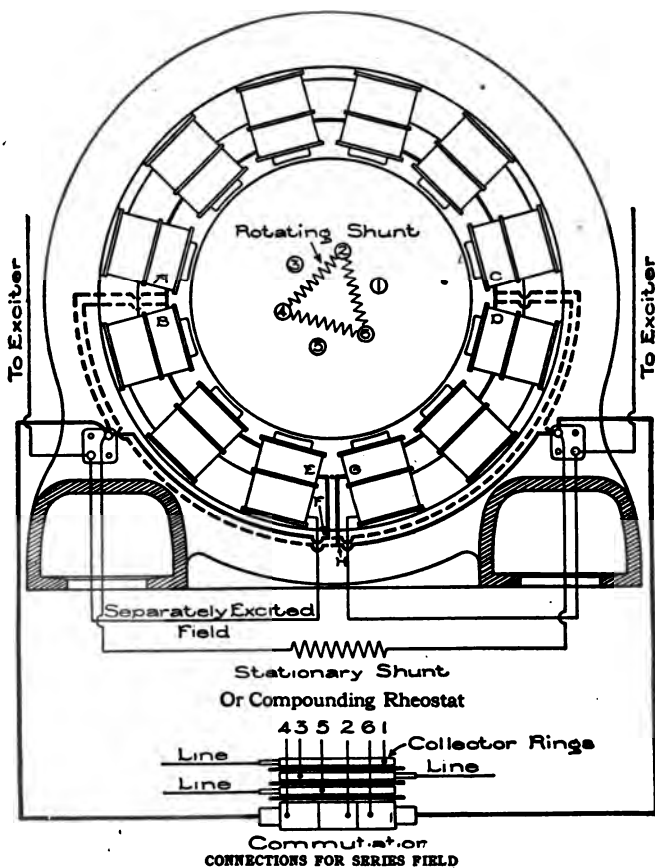 Rotating Shunt
② ③ ① ④ ⑤ ⑥
A
B
C
D
E
G
F
H
To Exciter
To Exciter
Separately Excited
Field
Stationary Shunt
Or Compounding Rheostat
4 3 5 2 6 1
Collector Rings
Line
Line
Line
Commutation
CONNECTIONS FOR SERIES FIELD